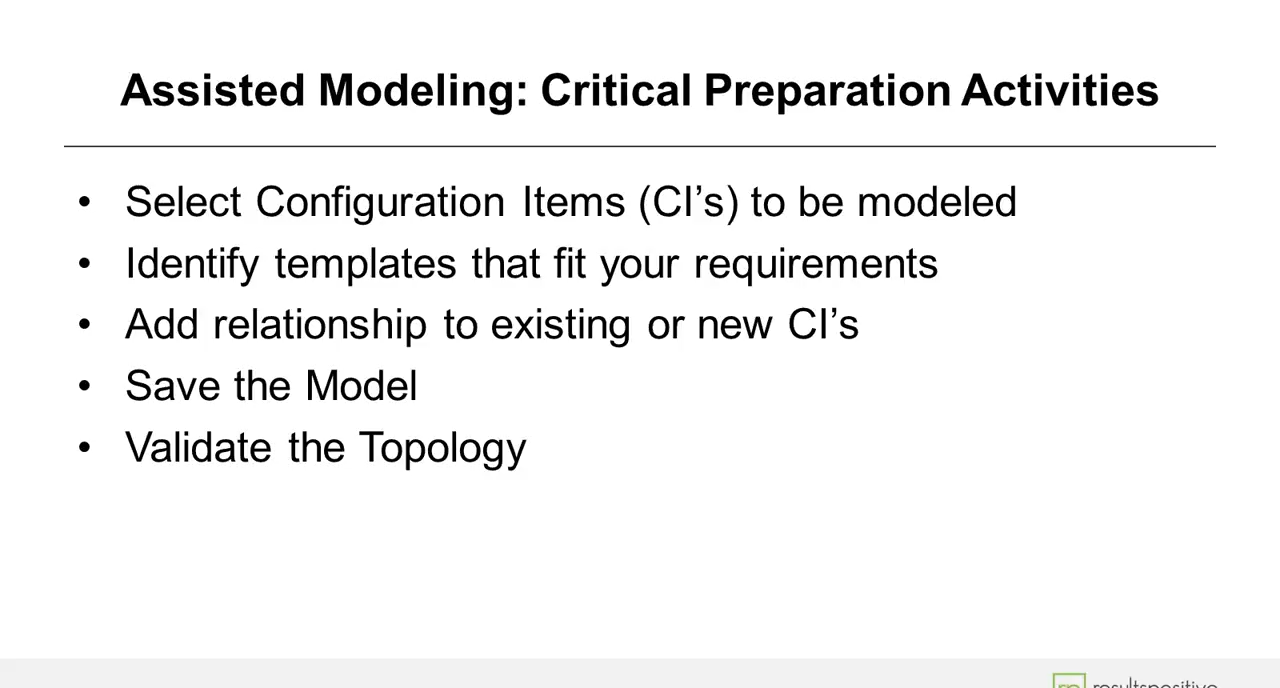 Assisted Modeling: Critical Preparation Activities
• Select Configuration Items (CI’s) to be modeled
• Identify templates that fit your requirements
• Add relationship to existing or new CI’s
• Save the Model
• Validate the Topology
resultspositive